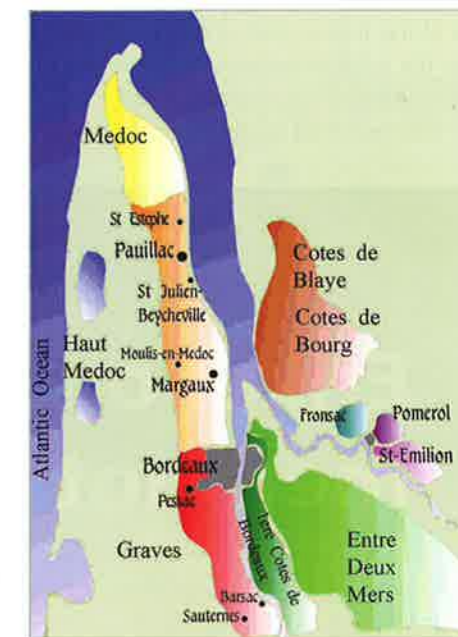 Medoc
St Estephe
Pauillac
St Julien-
Beycheville
Haut
Medoc
Moulis-en-Medoc
Margaux
Atlantic Ocean
Cotes de
Blaye
Cotes de
Bourg
Fronsac
Pomerol
St-Emilion
Bordeaux
Pessac
Graves
1ere Cotes de
Bordeaux
Entre
Deux
Mers
Barsac
Sauternes